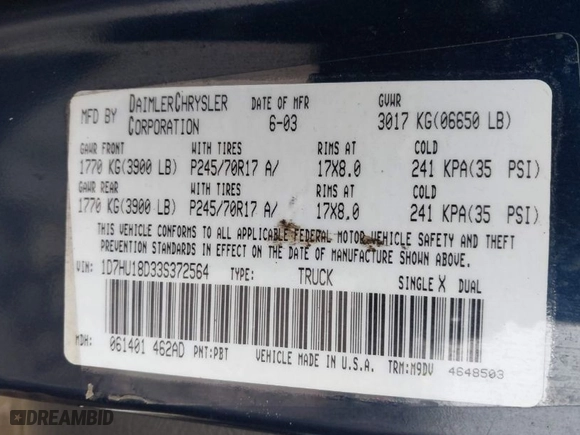 MFD BY DAIMLERCHRYSLER CORPORATION DATE OF MFR 6-03 GVWR 3017 KG(06650 LB)
GAWR FRONT WITH TIRES RIMS AT COLD
1770 KG(3900 LB) P245/70R17 A/ 17X8.0 241 KPA(35 PSI)
GAWR REAR WITH TIRES RIMS AT COLD
1770 KG(3900 LB) P245/70R17 A/ 17X8.0 241 KPA(35 PSI)
THIS VEHICLE CONFORMS TO ALL APPLICABLE FEDERAL MOTOR VEHICLE SAFETY AND THEFT
PREVENTION STANDARDS IN EFFECT ON THE DATE OF MANUFACTURE SHOWN ABOVE.
VIN: 1D7HU18D33S372564 TYPE: TRUCK SINGLE X DUAL
MDH: 061401 462AD PNT:PBT VEHICLE MADE IN U.S.A. TRM:M9DV 4648503
DREAMBID